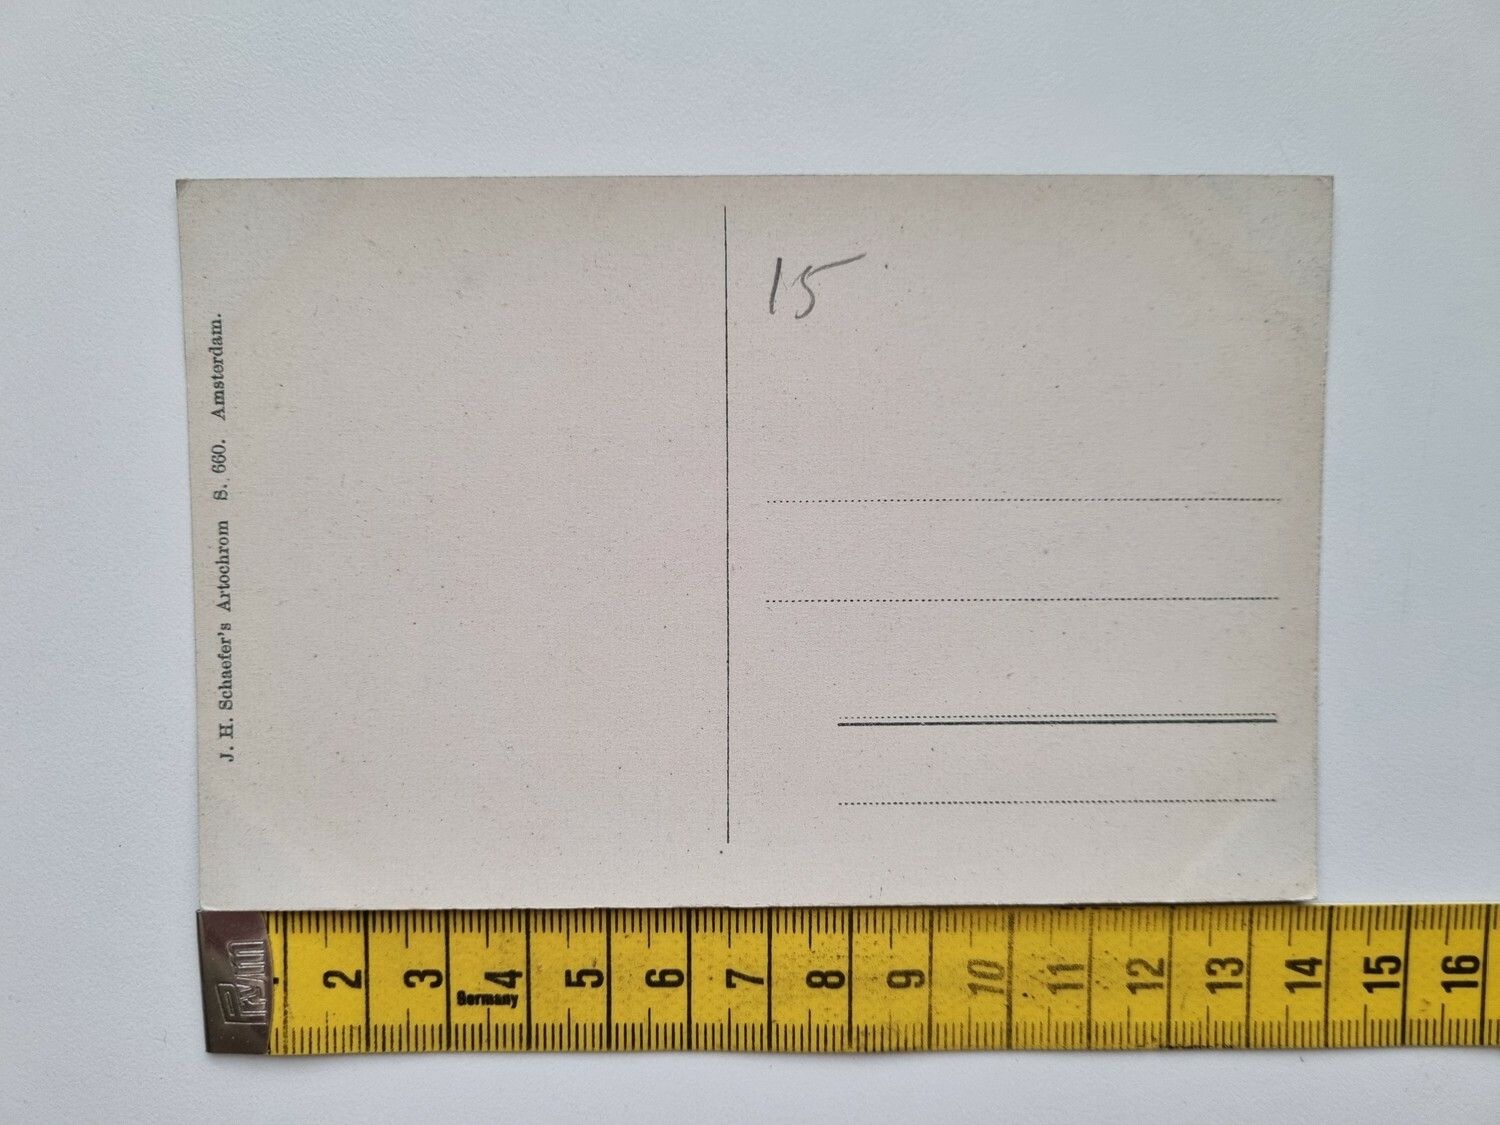 J. H. Schaefer's Artochrom S. 660. Amsterdam.
15
Prym
2 3 4 5 6 7 8 9 10 11 12 13 14 15 16
Germany